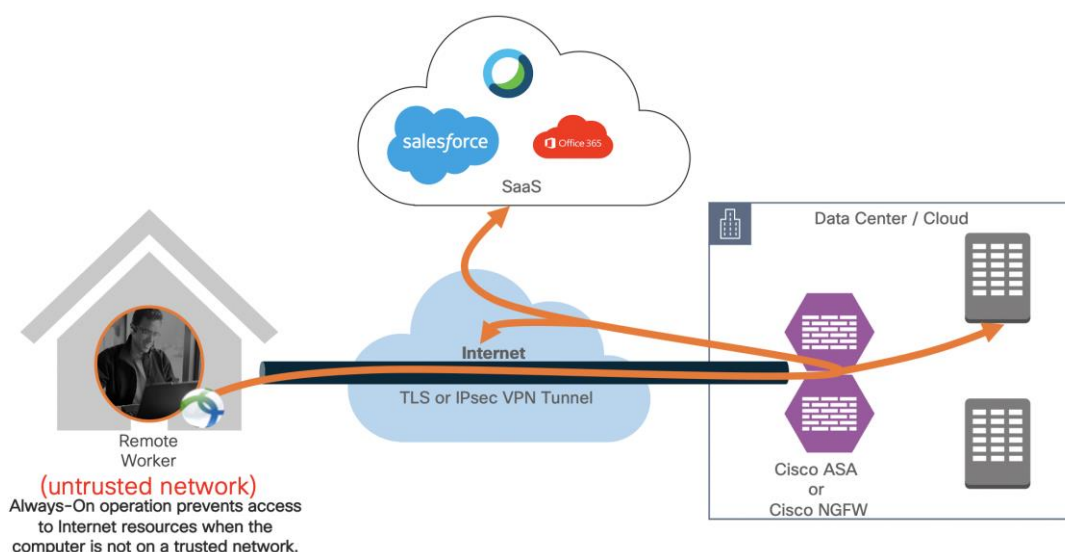 salesforce
Office 365
SaaS
Data Center / Cloud
Internet
TLS or IPsec VPN Tunnel
Remote
Worker
(untrusted network)
Always-On operation prevents access
to Internet resources when the
computer is not on a trusted network.
Cisco ASA
or
Cisco NGFW